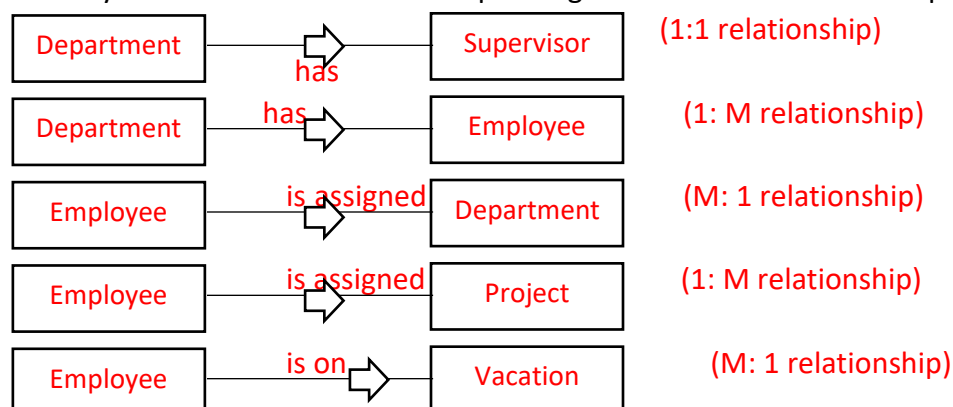 Department has Supervisor (1:1 relationship)
Department has Employee (1: M relationship)
Employee is assigned Department (M: 1 relationship)
Employee is assigned Project (1: M relationship)
Employee is on Vacation (M: 1 relationship)